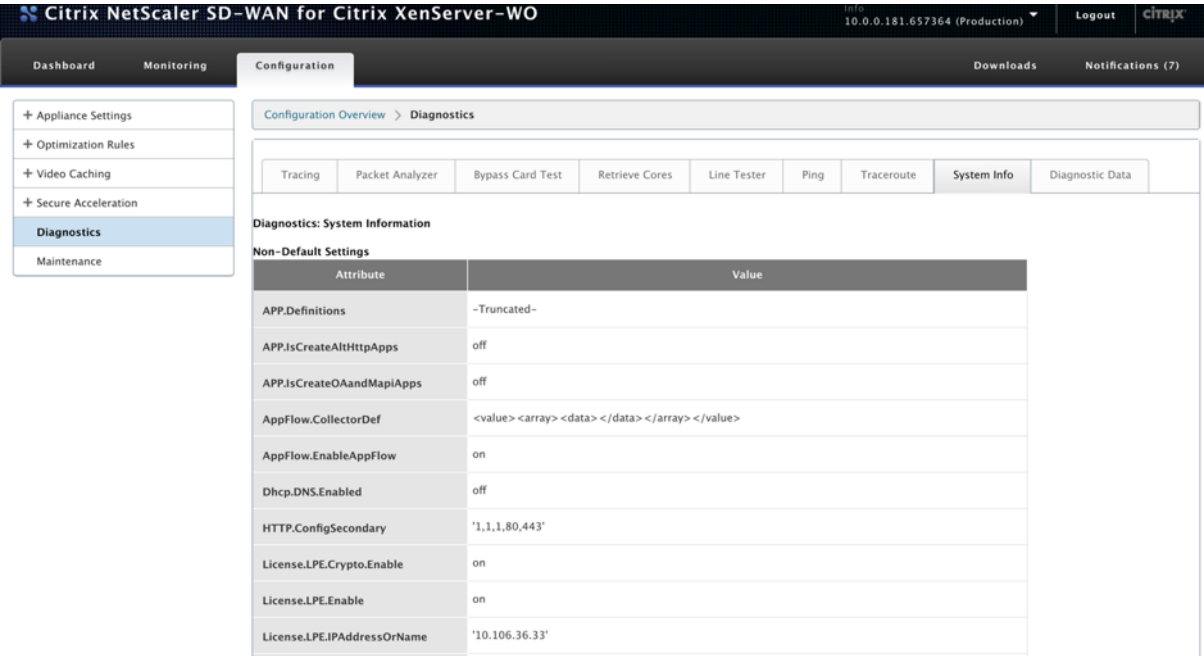 Citrix NetScaler SD-WAN for Citrix XenServer-WO
Info
10.0.0.181.657364 (Production)
Logout
CİTRIX
Dashboard Monitoring Configuration Downloads Notifications (7)
+ Appliance Settings
+ Optimization Rules
+ Video Caching
+ Secure Acceleration
Diagnostics
Maintenance
Configuration Overview > Diagnostics
Tracing Packet Analyzer Bypass Card Test Retrieve Cores Line Tester Ping Traceroute System Info Diagnostic Data
Diagnostics: System Information
Non-Default Settings
Attribute Value
APP.Definitions -Truncated-
APP.IsCreateAltHttpApps off
APP.IsCreateOAandMapiApps off
AppFlow.CollectorDef <value><array><data></data></array></value>
AppFlow.EnableAppFlow on
Dhcp.DNS.Enabled off
HTTP.ConfigSecondary '1,1,1,80,443'
License.LPE.Crypto.Enable on
License.LPE.Enable on
License.LPE.IPAddressOrName '10.106.36.33'